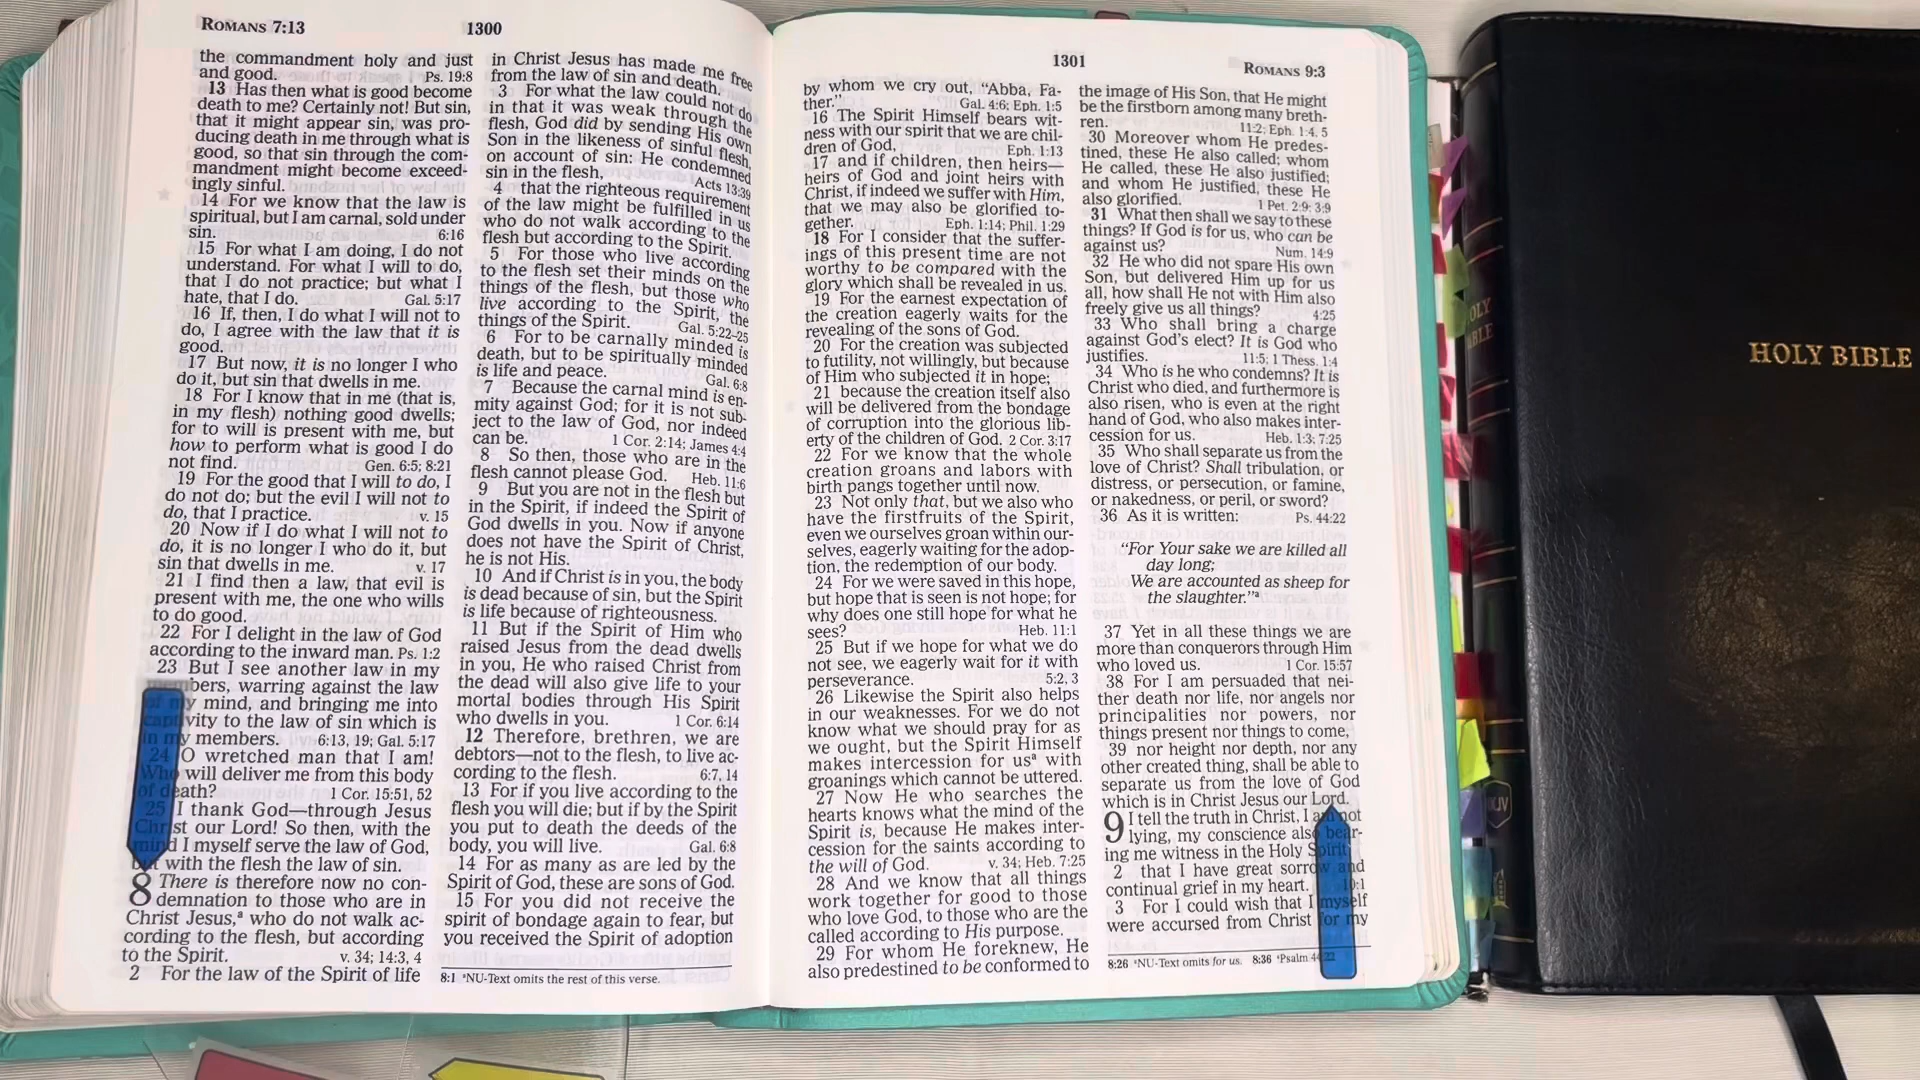 ROMANS 7:13
1300
the commandment holy and just
and good. Ps. 19:8
13 Has then what is good become
death to me? Certainly not! But sin,
that it might appear sin, was pro-
ducing death in me through what is
good, so that sin through the com-
mandment might become exceed-
ingly sinful.
14 For we know that the law is
spiritual, but I am carnal, sold under
sin. 6:16
15 For what I am doing, I do not
understand. For what I will to do,
that I do not practice; but what I
hate, that I do. Gal. 5:17
16 If, then, I do what I will not to
do, I agree with the law that it is
good.
17 But now, it is no longer I who
do it, but sin that dwells in me.
18 For I know that in me (that is,
in my flesh) nothing good dwells;
for to will is present with me, but
how to perform what is good I do
not find. Gen. 6:5; 8:21
19 For the good that I will to do, I
do not do; but the evil I will not to
do, that I practice. v. 15
20 Now if I do what I will not to
do, it is no longer I who do it, but
sin that dwells in me. v. 17
21 I find then a law, that evil is
present with me, the one who wills
to do good.
22 For I delight in the law of God
according to the inward man. Ps. 1:2
23 But I see another law in my
members, warring against the law
of my mind, and bringing me into
captivity to the law of sin which is
in my members. 6:13, 19; Gal. 5:17
24 O wretched man that I am!
Who will deliver me from this body
of death? 1 Cor. 15:51, 52
25 I thank God—through Jesus
Christ our Lord! So then, with the
mind I myself serve the law of God,
but with the flesh the law of sin.
8 There is therefore now no con-
demnation to those who are in
Christ Jesus,a who do not walk ac-
cording to the flesh, but according
to the Spirit. v. 34; 14:3, 4
2 For the law of the Spirit of life
in Christ Jesus has made me free
from the law of sin and death.
3 For what the law could not do
in that it was weak through the
flesh, God did by sending His own
Son in the likeness of sinful flesh,
on account of sin: He condemned
sin in the flesh, Acts 13:39
4 that the righteous requirement
of the law might be fulfilled in us
who do not walk according to the
flesh but according to the Spirit.
5 For those who live according
to the flesh set their minds on the
things of the flesh, but those who
live according to the Spirit, the
things of the Spirit. Gal. 5:22–25
6 For to be carnally minded is
death, but to be spiritually minded
is life and peace. Gal. 6:8
7 Because the carnal mind is en-
mity against God; for it is not sub-
ject to the law of God, nor indeed
can be. 1 Cor. 2:14; James 4:4
8 So then, those who are in the
flesh cannot please God. Heb. 11:6
9 But you are not in the flesh but
in the Spirit, if indeed the Spirit of
God dwells in you. Now if anyone
does not have the Spirit of Christ,
he is not His.
10 And if Christ is in you, the body
is dead because of sin, but the Spirit
is life because of righteousness.
11 But if the Spirit of Him who
raised Jesus from the dead dwells
in you, He who raised Christ from
the dead will also give life to your
mortal bodies through His Spirit
who dwells in you. 1 Cor. 6:14
12 Therefore, brethren, we are
debtors—not to the flesh, to live ac-
cording to the flesh. 6:7, 14
13 For if you live according to the
flesh you will die; but if by the Spirit
you put to death the deeds of the
body, you will live. Gal. 6:8
14 For as many as are led by the
Spirit of God, these are sons of God.
15 For you did not receive the
spirit of bondage again to fear, but
you received the Spirit of adoption
8:1 aNU-Text omits the rest of this verse.
1301
ROMANS 9:3
by whom we cry out, “Abba, Fa-
ther.” Gal. 4:6; Eph. 1:5
16 The Spirit Himself bears wit-
ness with our spirit that we are chil-
dren of God, Eph. 1:13
17 and if children, then heirs—
heirs of God and joint heirs with
Christ, if indeed we suffer with Him,
that we may also be glorified to-
gether. Eph. 1:14; Phil. 1:29
18 For I consider that the suffer-
ings of this present time are not
worthy to be compared with the
glory which shall be revealed in us.
19 For the earnest expectation of
the creation eagerly waits for the
revealing of the sons of God.
20 For the creation was subjected
to futility, not willingly, but because
of Him who subjected it in hope;
21 because the creation itself also
will be delivered from the bondage
of corruption into the glorious lib-
erty of the children of God. 2 Cor. 3:17
22 For we know that the whole
creation groans and labors with
birth pangs together until now.
23 Not only that, but we also who
have the firstfruits of the Spirit,
even we ourselves groan within our-
selves, eagerly waiting for the adop-
tion, the redemption of our body.
24 For we were saved in this hope,
but hope that is seen is not hope; for
why does one still hope for what he
sees? Heb. 11:1
25 But if we hope for what we do
not see, we eagerly wait for it with
perseverance. 5:2, 3
26 Likewise the Spirit also helps
in our weaknesses. For we do not
know what we should pray for as
we ought, but the Spirit Himself
makes intercession for usa with
groanings which cannot be uttered.
27 Now He who searches the
hearts knows what the mind of the
Spirit is, because He makes inter-
cession for the saints according to
the will of God. v. 34; Heb. 7:25
28 And we know that all things
work together for good to those
who love God, to those who are the
called according to His purpose.
29 For whom He foreknew, He
also predestined to be conformed to
the image of His Son, that He might
be the firstborn among many breth-
ren. 11:2; Eph. 1:4, 5
30 Moreover whom He predes-
tined, these He also called; whom
He called, these He also justified;
and whom He justified, these He
also glorified. 1 Pet. 2:9; 3:9
31 What then shall we say to these
things? If God is for us, who can be
against us? Num. 14:9
32 He who did not spare His own
Son, but delivered Him up for us
all, how shall He not with Him also
freely give us all things? 4:25
33 Who shall bring a charge
against God’s elect? It is God who
justifies. 11:5; 1 Thess. 1:4
34 Who is he who condemns? It is
Christ who died, and furthermore is
also risen, who is even at the right
hand of God, who also makes inter-
cession for us. Heb. 1:3; 7:25
35 Who shall separate us from the
love of Christ? Shall tribulation, or
distress, or persecution, or famine,
or nakedness, or peril, or sword?
36 As it is written: Ps. 44:22
“For Your sake we are killed all
day long;
We are accounted as sheep for
the slaughter.”a
37 Yet in all these things we are
more than conquerors through Him
who loved us. 1 Cor. 15:57
38 For I am persuaded that nei-
ther death nor life, nor angels nor
principalities nor powers, nor
things present nor things to come,
39 nor height nor depth, nor any
other created thing, shall be able to
separate us from the love of God
which is in Christ Jesus our Lord.
9 I tell the truth in Christ, I am not
lying, my conscience also bear-
ing me witness in the Holy Spirit,
2 that I have great sorrow and
continual grief in my heart. 10:1
3 For I could wish that I myself
were accursed from Christ for my
8:26 aNU-Text omits for us. 8:36 aPsalm 44:22
HOLY BIBLE
HOLY
BIBLE